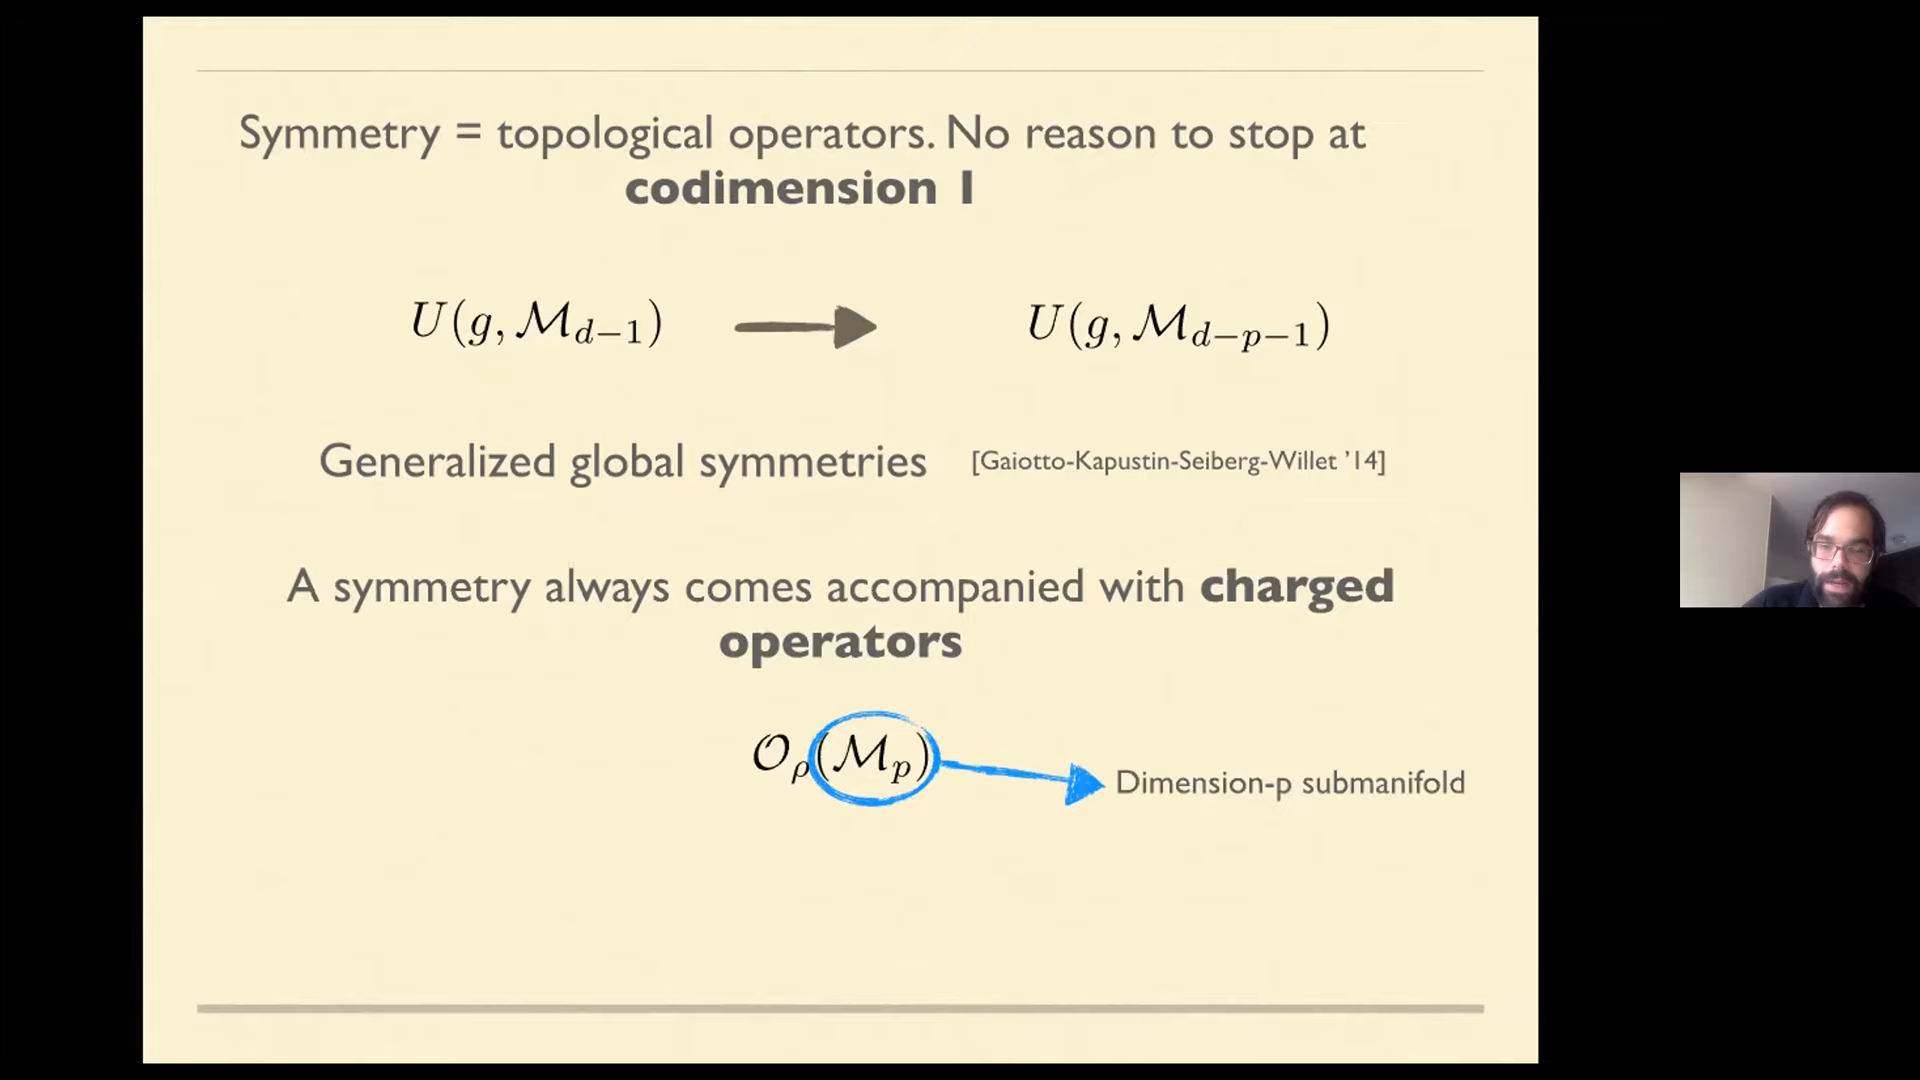 Symmetry = topological operators. No reason to stop at
codimension 1
U(g, ℳ_{d−1}) U(g, ℳ_{d−p−1})
Generalized global symmetries [Gaiotto-Kapustin-Seiberg-Willet ’14]
A symmetry always comes accompanied with charged
operators
𝒪_ρ(ℳ_p)
Dimension-p submanifold